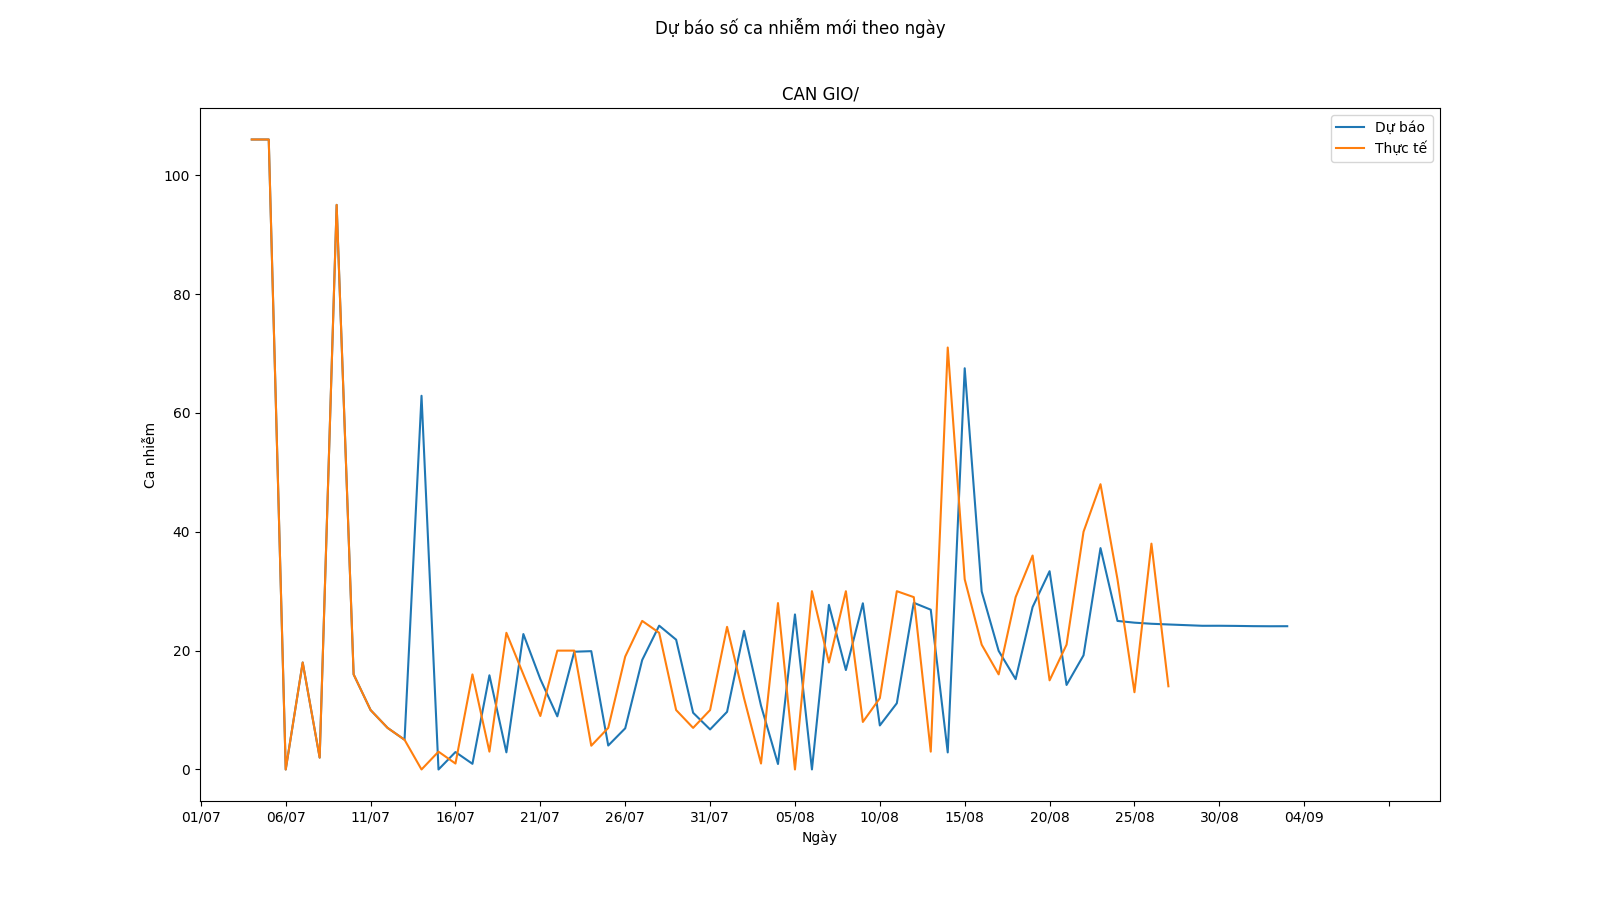 Dự báo số ca nhiễm mới theo ngày
CAN GIO/
Dự báo
Thực tế
100
80
60
40
20
0
Ca nhiễm
01/07 06/07 11/07 16/07 21/07 26/07 31/07 05/08 10/08 15/08 20/08 25/08 30/08 04/09
Ngày